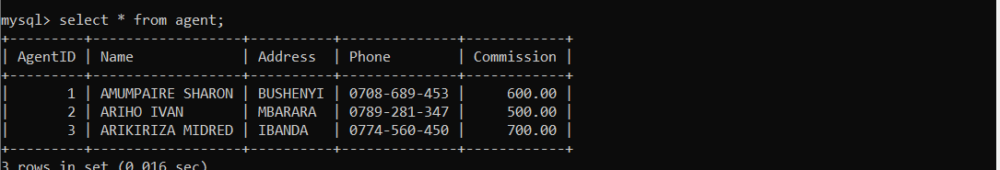 mysql> select * from agent;
+---------+-----------------+----------+--------------+------------+
| AgentID | Name            | Address  | Phone        | Commission |
+---------+-----------------+----------+--------------+------------+
|       1 | AMUMPAIRE SHARON | BUSHENYI | 0708-689-453 |     600.00 |
|       2 | ARIHO IVAN       | MBARARA  | 0789-281-347 |     500.00 |
|       3 | ARIKIRIZA MIDRED | IBANDA   | 0774-560-450 |     700.00 |
+---------+-----------------+----------+--------------+------------+
3 rows in set (0.016 sec)